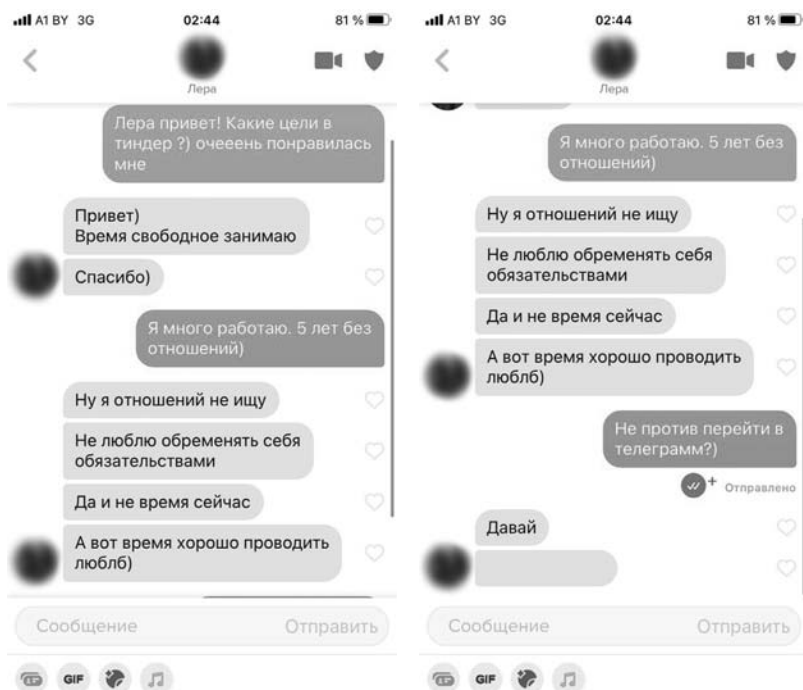 A1 BY 3G
02:44
81 %
Лера
Лера привет! Какие цели в
тиндер ?) очееень понравилась
мне
Привет)
Время свободное занимаю
Спасибо)
Я много работаю. 5 лет без
отношений)
Ну я отношений не ищу
Не люблю обременять себя
обязательствами
Да и не время сейчас
А вот время хорошо проводить
люблб)
Сообщение
Отправить
GIF
A1 BY 3G
02:44
81 %
Лера
Я много работаю. 5 лет без
отношений)
Ну я отношений не ищу
Не люблю обременять себя
обязательствами
Да и не время сейчас
А вот время хорошо проводить
люблб)
Не против перейти в
телеграмм?)
Отправлено
Давай
Сообщение
Отправить
GIF